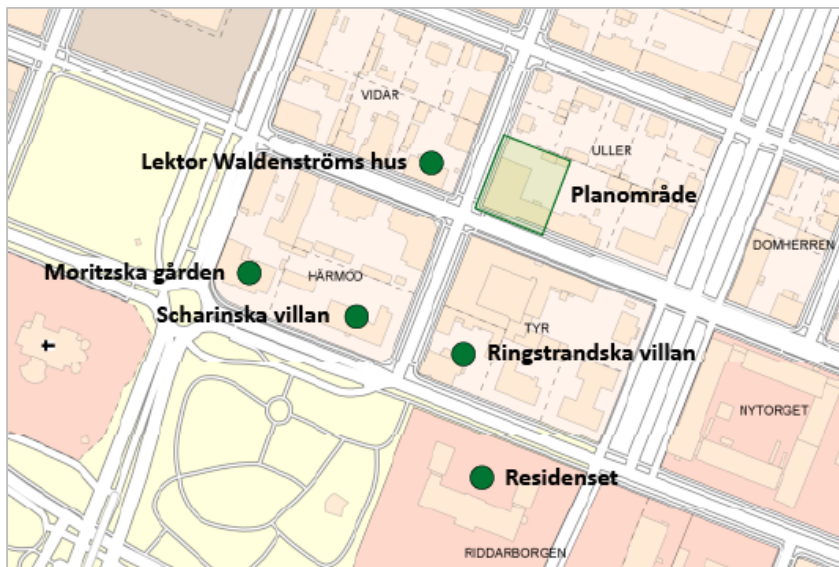 VIDAR
ULLER
Lektor Waldenströms hus
Planområde
DOMHERREN
Moritzska gården
HÄRMOD
Scharinska villan
TYR
Ringstrandska villan
NYTORGET
Residenset
RIDDARBORGEN